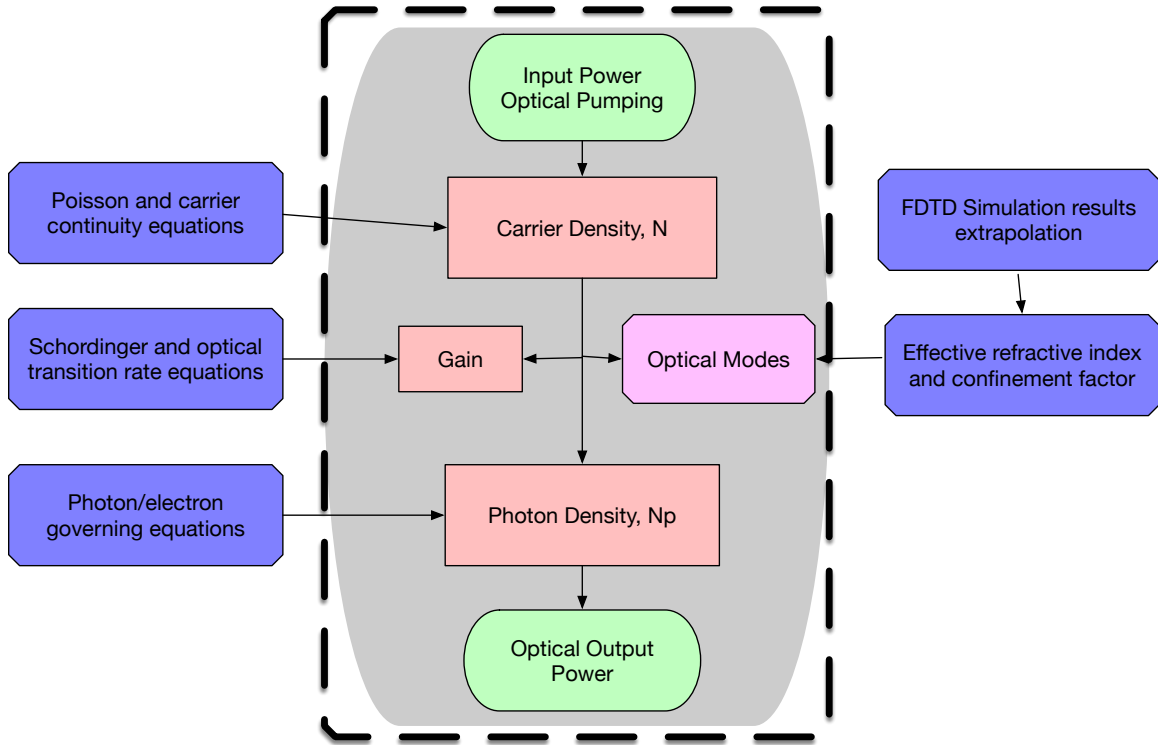 Input Power
Optical Pumping
Poisson and carrier
continuity equations
Carrier Density, N
FDTD Simulation results
extrapolation
Schordinger and optical
transition rate equations
Gain
Optical Modes
Effective refractive index
and confinement factor
Photon/electron
governing equations
Photon Density, Np
Optical Output
Power